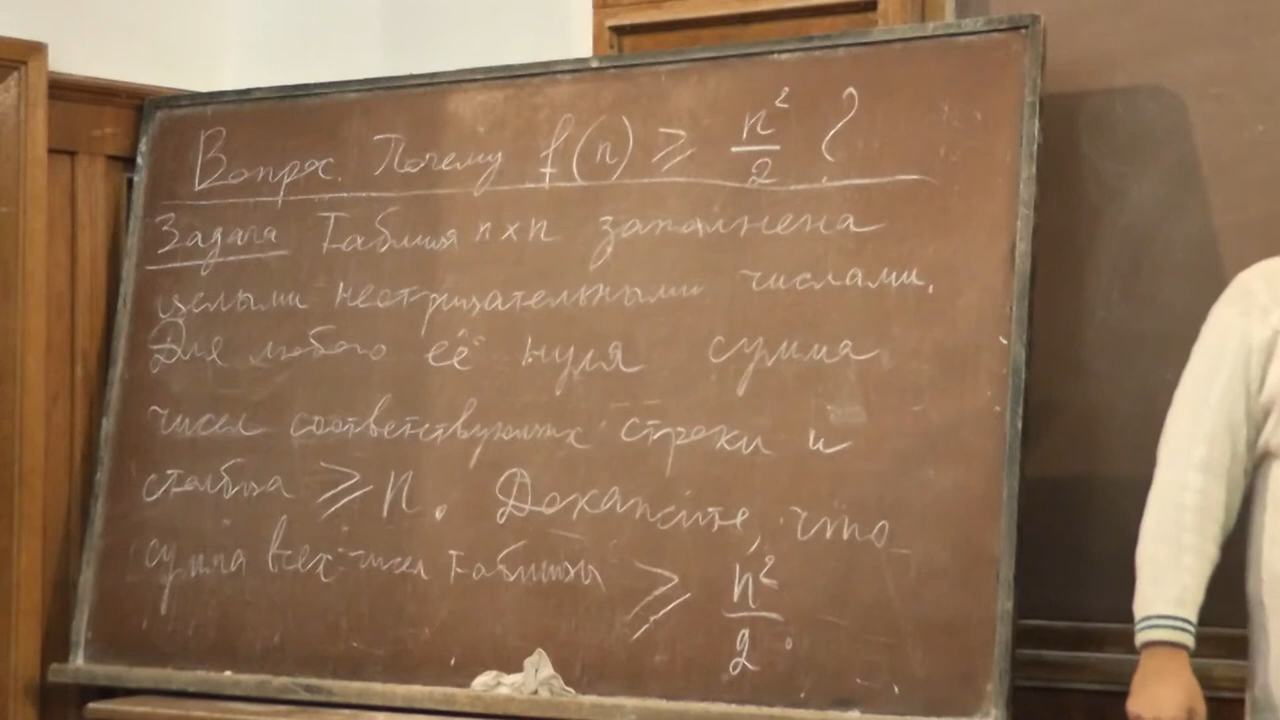 Вопрос. Почему f(n) ⩾ n²/2 ?
Задача Таблица n×n заполнена
целыми неотрицательными числами.
Для любого её нуля сумма
чисел соответствующих строки и
столбца ⩾ n. Докажите, что
сумма всех чисел таблицы ⩾ n²/2.